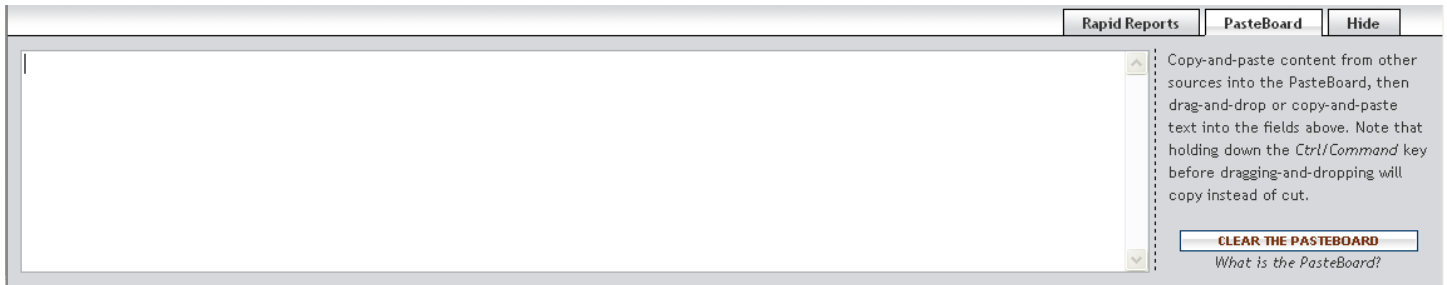 Rapid Reports PasteBoard Hide
Copy-and-paste content from other
sources into the PasteBoard, then
drag-and-drop or copy-and-paste
text into the fields above. Note that
holding down the Ctrl/Command key
before dragging-and-dropping will
copy instead of cut.
CLEAR THE PASTEBOARD
What is the PasteBoard?